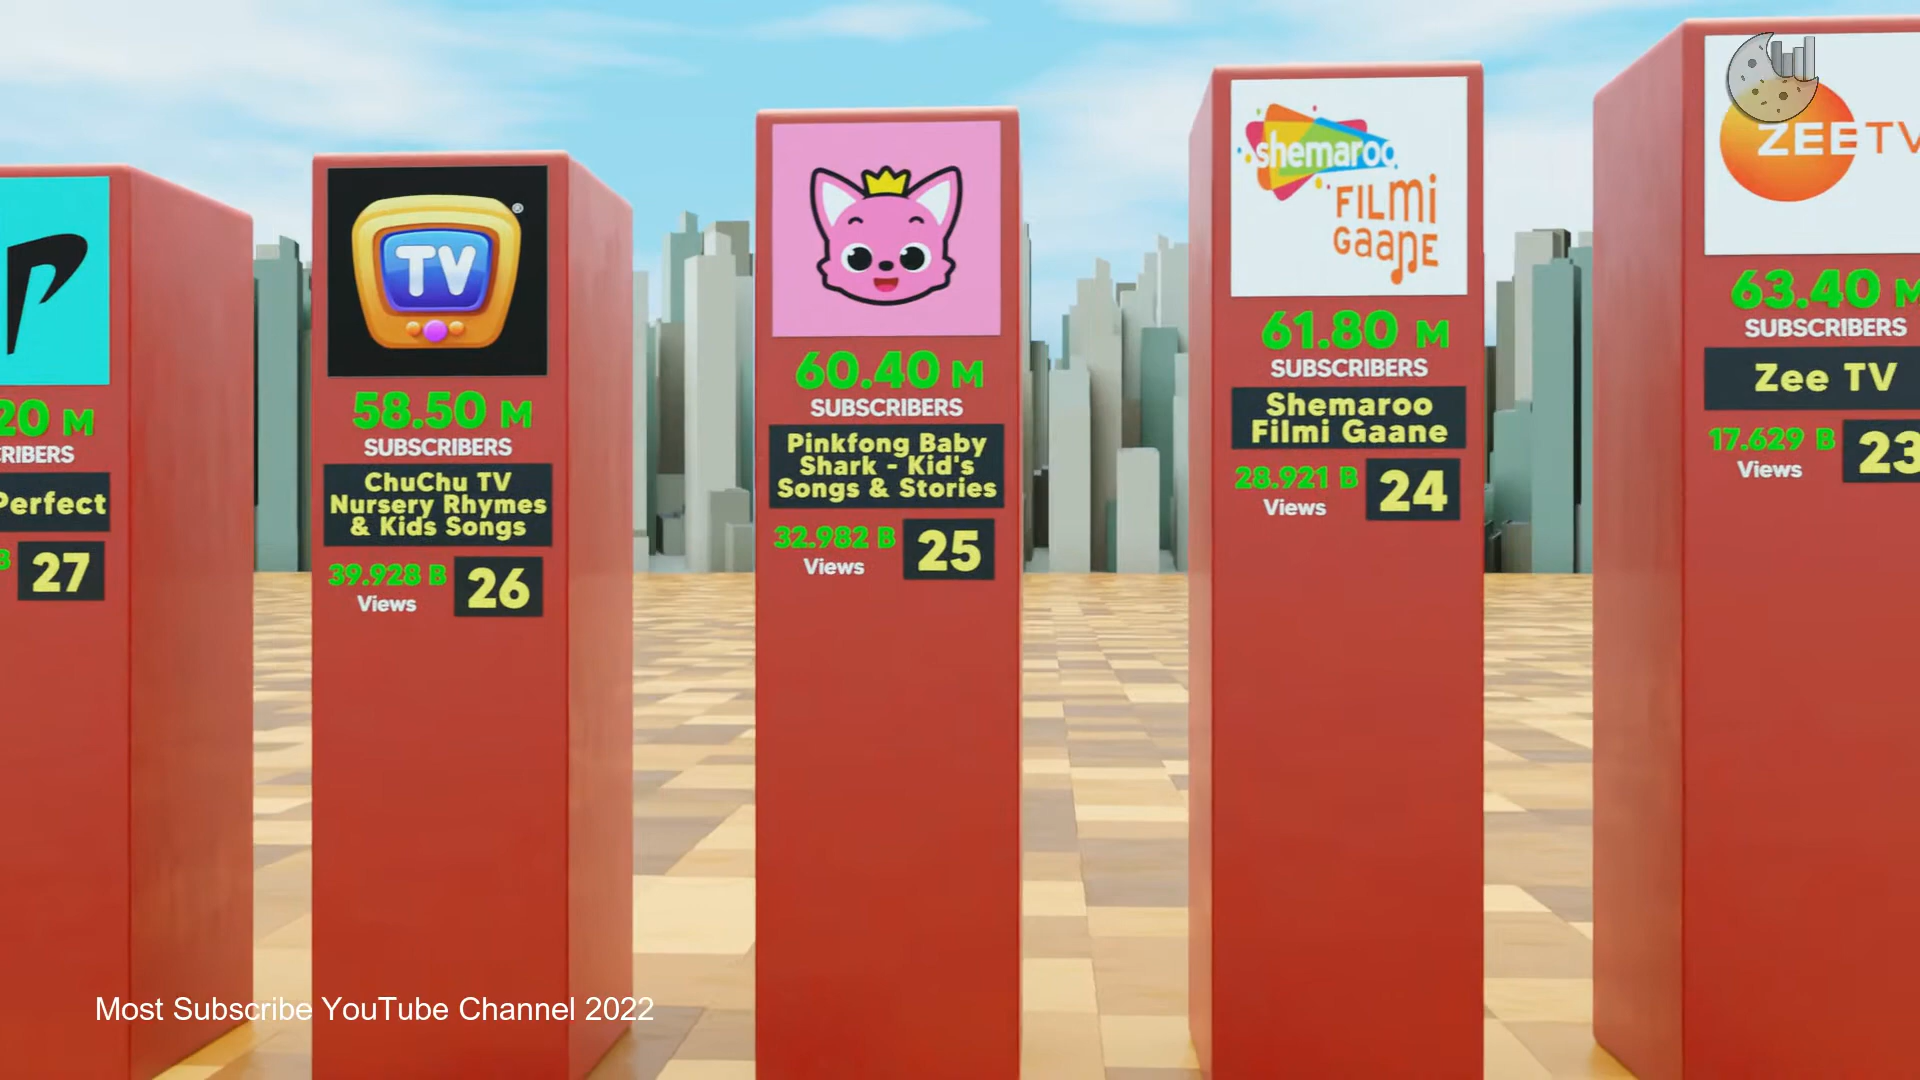 P
20 M
Perfect
27
TV
58.50 M
SUBSCRIBERS
ChuChu TV
Nursery Rhymes
& Kids Songs
39.928 B
Views
26
60.40 M
SUBSCRIBERS
Pinkfong Baby
Shark - Kid's
Songs & Stories
32.982 B
Views
25
shemaroo
FILMI
GAANE
61.80 M
SUBSCRIBERS
Shemaroo
Filmi Gaane
28.921 B
Views
24
ZEE TV
63.40 M
SUBSCRIBERS
Zee TV
17.629 B
Views
23
Most Subscribe YouTube Channel 2022